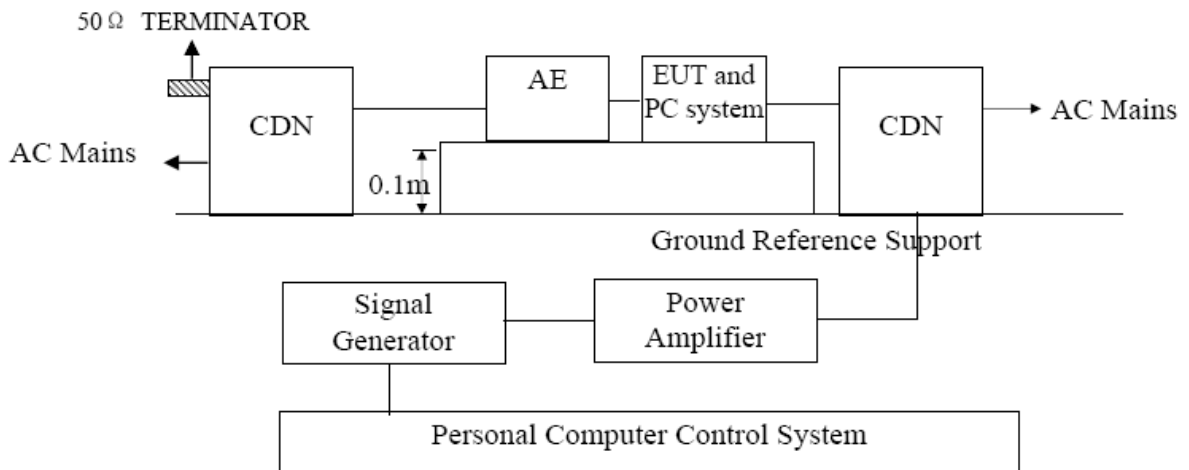 50Ω TERMINATOR
AE
EUT and
PC system
CDN
CDN
AC Mains
AC Mains
0.1m
Ground Reference Support
Signal
Generator
Power
Amplifier
Personal Computer Control System